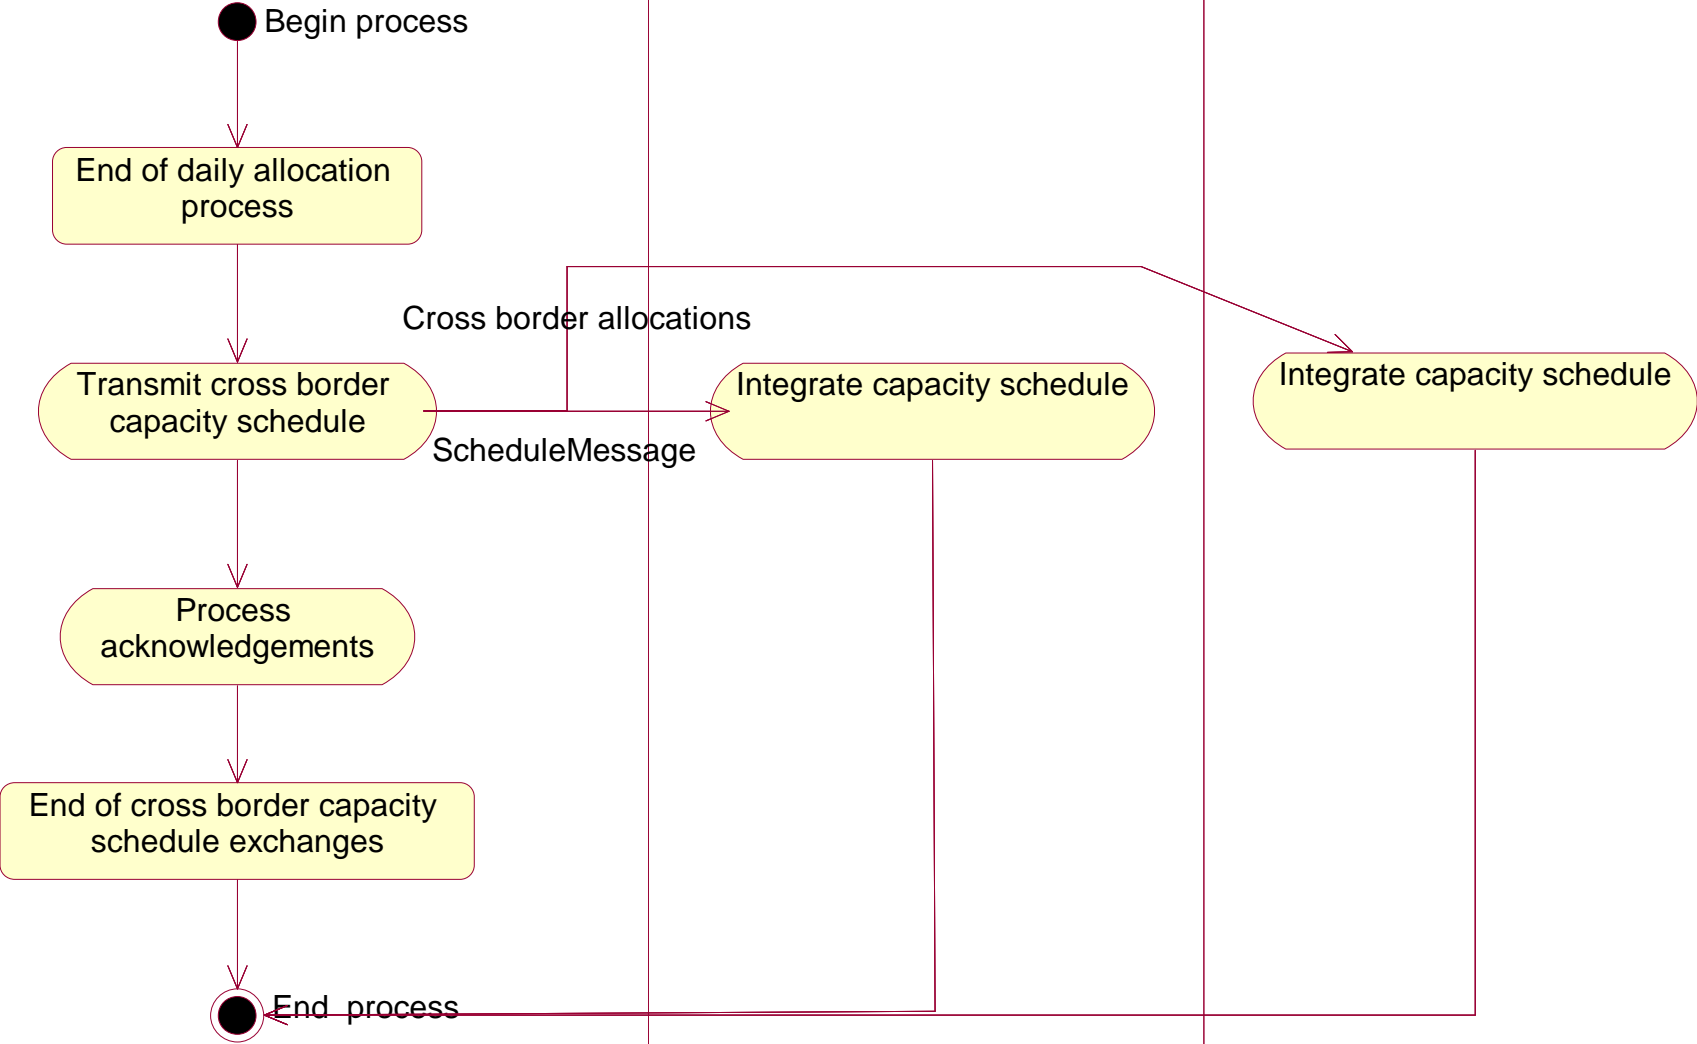 Begin process
End of daily allocation
process
Cross border allocations
Transmit cross border
capacity schedule
Integrate capacity schedule
Integrate capacity schedule
ScheduleMessage
Process
acknowledgements
End of cross border capacity
schedule exchanges
End process